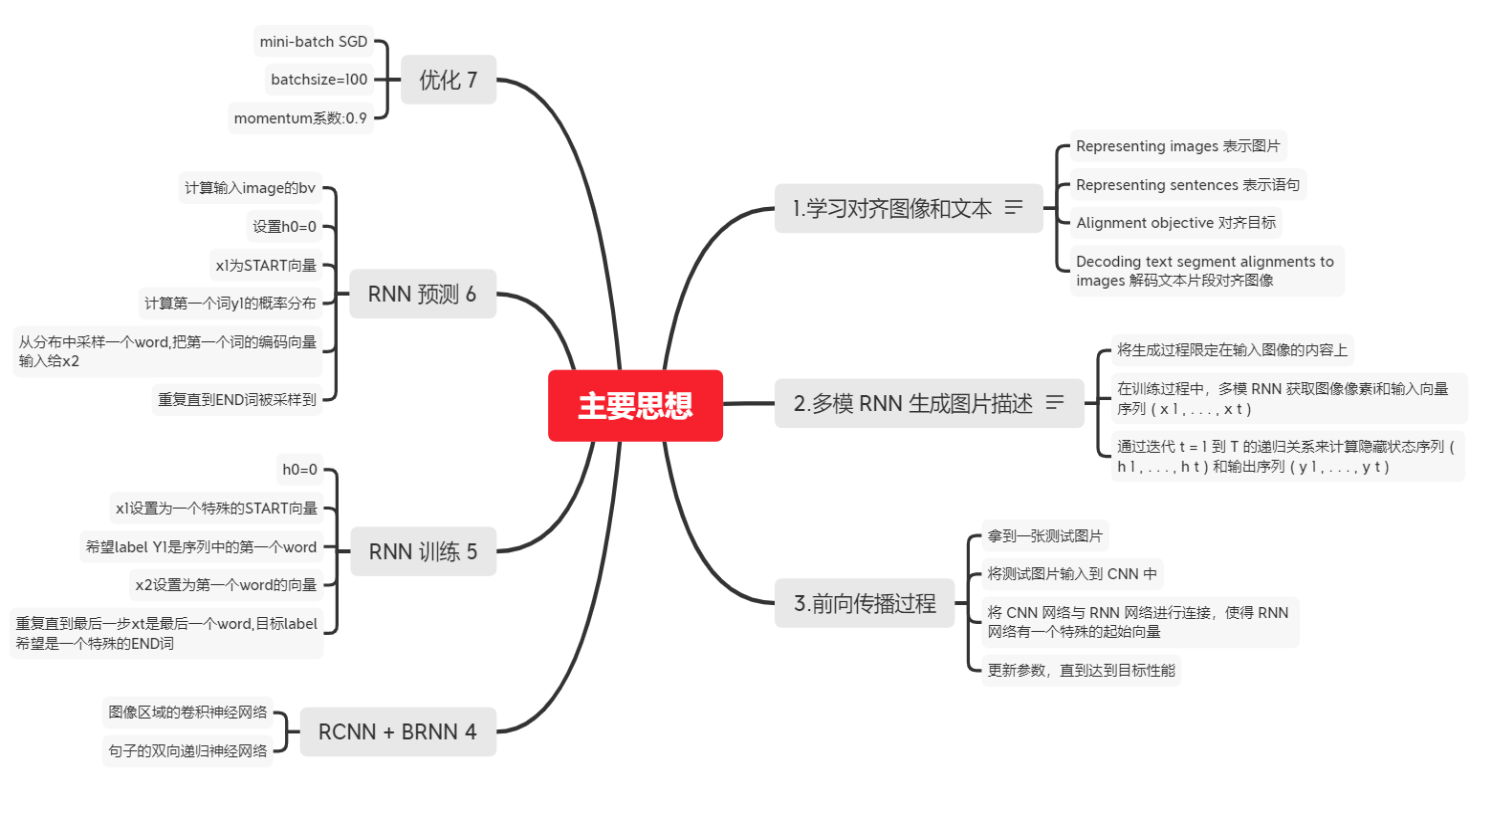 主要思想
1.学习对齐图像和文本
Representing images 表示图片
Representing sentences 表示语句
Alignment objective 对齐目标
Decoding text segment alignments to
images 解码文本片段对齐图像
2.多模 RNN 生成图片描述
将生成过程限定在输入图像的内容上
在训练过程中，多模 RNN 获取图像像素i和输入向量
序列 ( x 1 , . . . , x t )
通过迭代 t = 1 到 T 的递归关系来计算隐藏状态序列 (
h 1 , . . . , h t ) 和输出序列 ( y 1 , . . . , y t )
3.前向传播过程
拿到一张测试图片
将测试图片输入到 CNN 中
将 CNN 网络与 RNN 网络进行连接，使得 RNN
网络有一个特殊的起始向量
更新参数，直到达到目标性能
RCNN + BRNN 4
图像区域的卷积神经网络
句子的双向递归神经网络
RNN 训练 5
h0=0
x1设置为一个特殊的START向量
希望label Y1是序列中的第一个word
x2设置为第一个word的向量
重复直到最后一步xt是最后一个word,目标label
希望是一个特殊的END词
RNN 预测 6
计算输入image的bv
设置h0=0
x1为START向量
计算第一个词y1的概率分布
从分布中采样一个word,把第一个词的编码向量
输入给x2
重复直到END词被采样到
优化 7
mini-batch SGD
batchsize=100
momentum系数:0.9